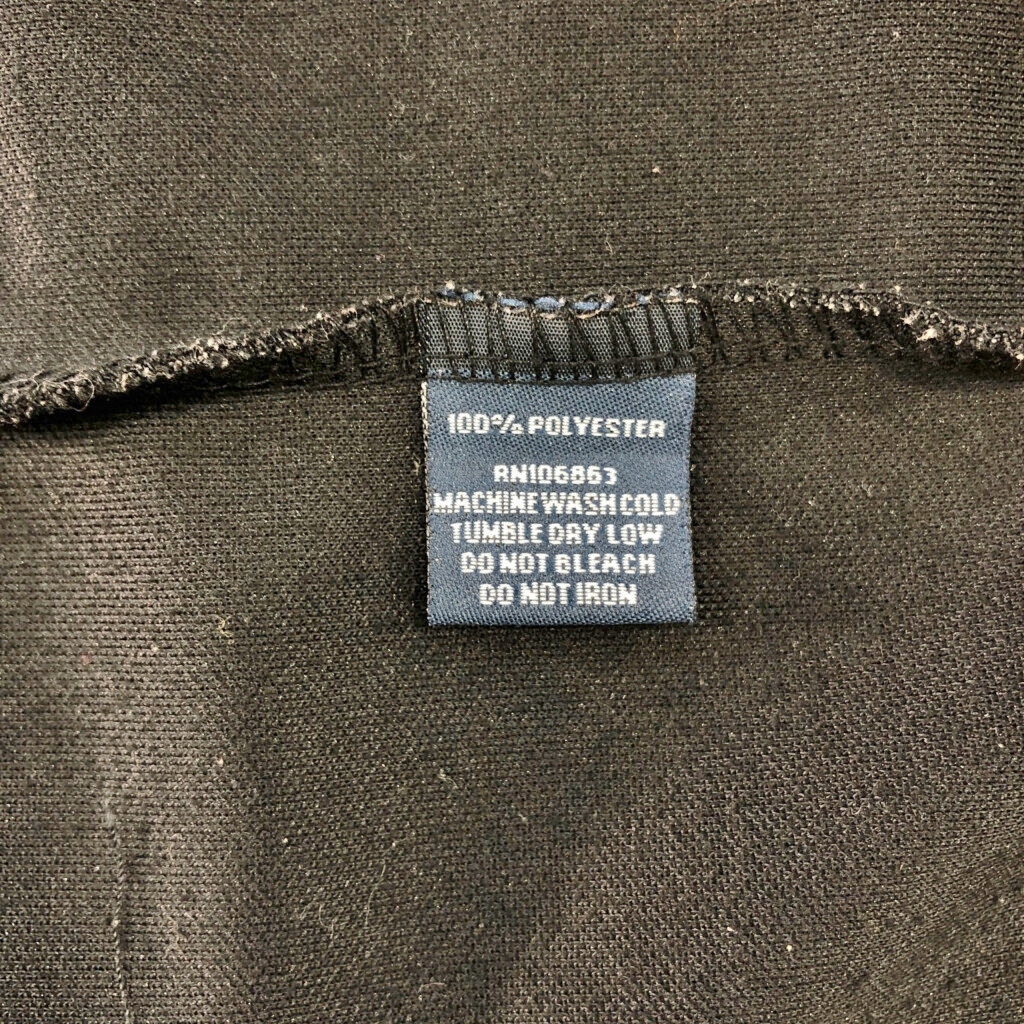 100% POLYESTER
RN106863
MACHINE WASH COLD
TUMBLE DRY LOW
DO NOT BLEACH
DO NOT IRON